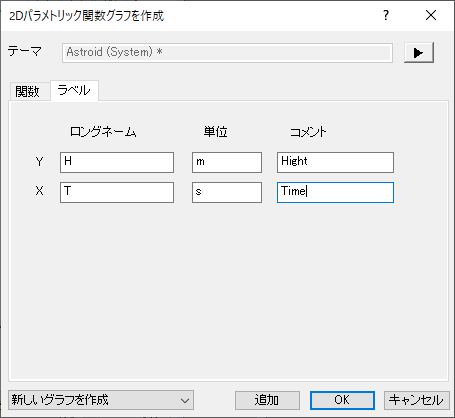 2Dパラメトリック関数グラフを作成
テーマ Astroid (System) *
関数 ラベル
ロングネーム 単位 コメント
Y H m Hight
X T s Time
新しいグラフを作成 追加 OK キャンセル